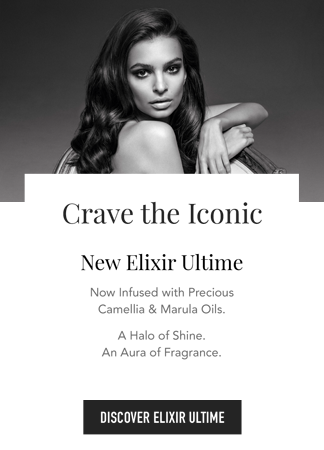 Crave the Iconic
New Elixir Ultime
Now Infused with Precious
Camellia & Marula Oils.
A Halo of Shine.
An Aura of Fragrance.
DISCOVER ELIXIR ULTIME